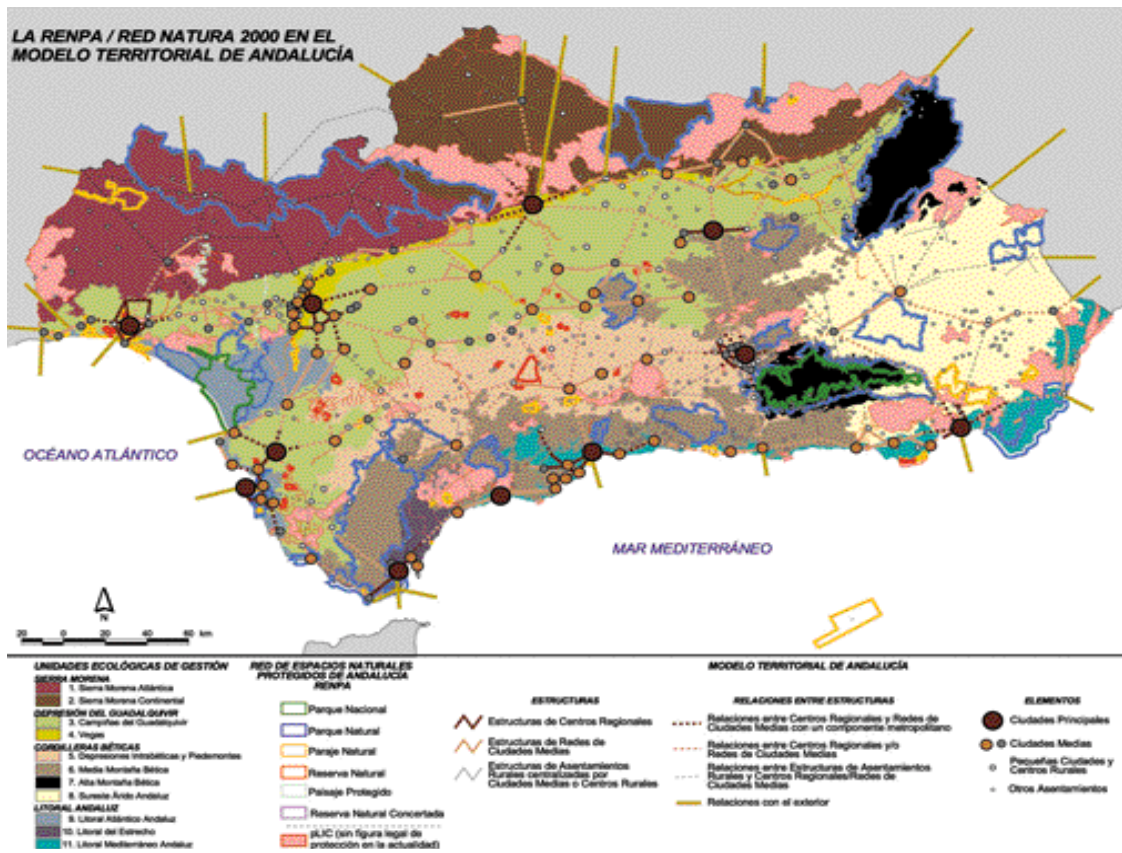 LA RENPA / RED NATURA 2000 EN EL
MODELO TERRITORIAL DE ANDALUCÍA
OCÉANO ATLÁNTICO
MAR MEDITERRÁNEO
N
20 0 20 40 60 km
UNIDADES ECOLÓGICAS DE GESTIÓN
SIERRA MORENA
1. Sierra Morena Atlántica
2. Sierra Morena Continental
DEPRESIÓN DEL GUADALQUIVIR
3. Campiñas del Guadalquivir
4. Vegas
CORDILLERAS BÉTICAS
5. Depresiones Intrabéticas y Piedemontes
6. Media Montaña Bética
7. Alta Montaña Bética
8. Sureste Árido Andaluz
LITORAL ANDALUZ
9. Litoral Atlántico Andaluz
10. Litoral del Estrecho
11. Litoral Mediterráneo Andaluz
RED DE ESPACIOS NATURALES
PROTEGIDOS DE ANDALUCÍA
RENPA
Parque Nacional
Parque Natural
Paraje Natural
Reserva Natural
Paisaje Protegido
Reserva Natural Concertada
pLIC (sin figura legal de
protección en la actualidad)
MODELO TERRITORIAL DE ANDALUCÍA
ESTRUCTURAS
Estructuras de Centros Regionales
Estructuras de Redes de
Ciudades Medias
Estructuras de Asentamientos
Rurales centralizadas por
Ciudades Medias o Centros Rurales
RELACIONES ENTRE ESTRUCTURAS
Relaciones entre Centros Regionales y Redes de
Ciudades Medias con un componente metropolitano
Relaciones entre Centros Regionales y/o
Redes de Ciudades Medias
Relaciones entre Estructuras de Asentamientos
Rurales y Centros Regionales/Redes de
Ciudades Medias
Relaciones con el exterior
ELEMENTOS
Ciudades Principales
Ciudades Medias
Pequeñas Ciudades y
Centros Rurales
Otros Asentamientos